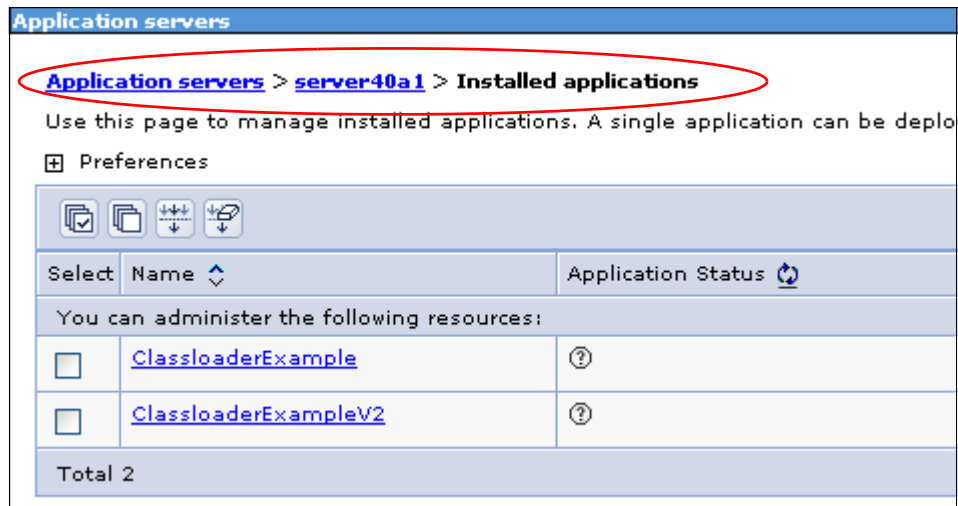 Application servers
Application servers > server40a1 > Installed applications
Use this page to manage installed applications. A single application can be deplo
Preferences
Select Name Application Status
You can administer the following resources:
ClassloaderExample
ClassloaderExampleV2
Total 2